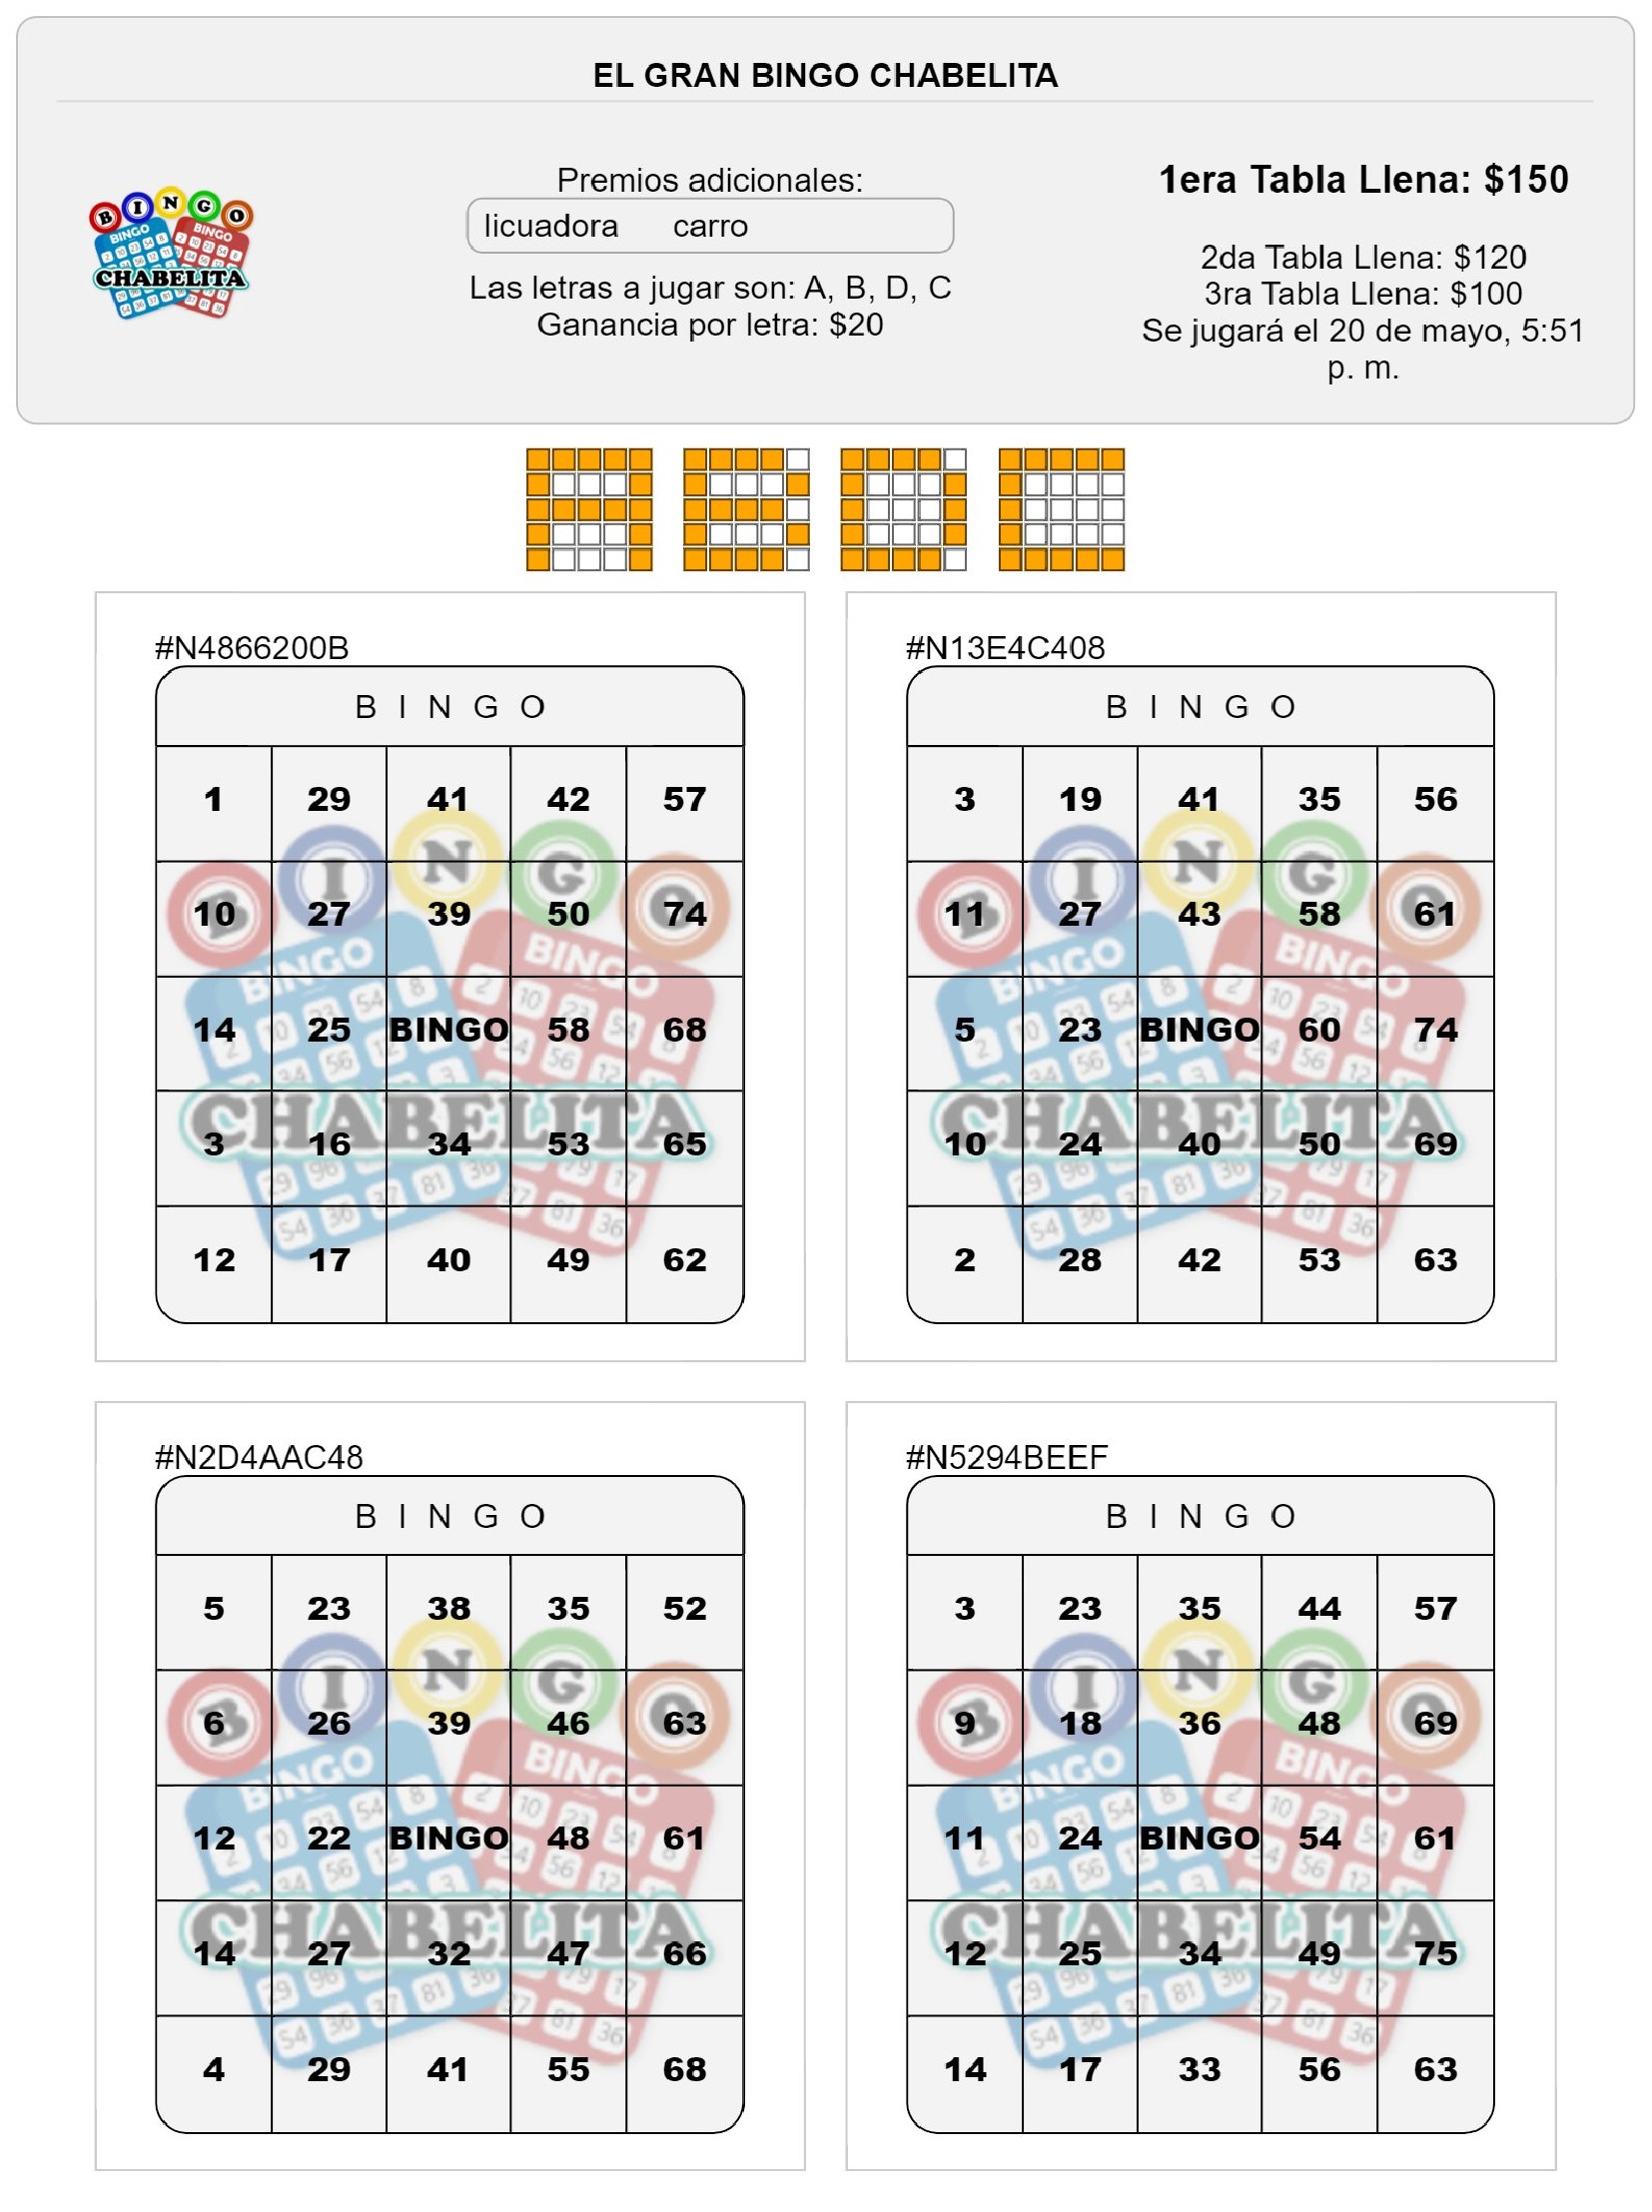 EL GRAN BINGO CHABELITA
B I N G O
BINGO BINGO
CHABELITA
Premios adicionales:
licuadora carro
Las letras a jugar son: A, B, D, C
Ganancia por letra: $20
1era Tabla Llena: $150
2da Tabla Llena: $120
3ra Tabla Llena: $100
Se jugará el 20 de mayo, 5:51
p. m.
#N4866200B
B I N G O
1 29 41 42 57
10 27 39 50 74
14 25 BINGO 58 68
3 16 34 53 65
12 17 40 49 62
#N13E4C408
B I N G O
3 19 41 35 56
11 27 43 58 61
5 23 BINGO 60 74
10 24 40 50 69
2 28 42 53 63
#N2D4AAC48
B I N G O
5 23 38 35 52
6 26 39 46 63
12 22 BINGO 48 61
14 27 32 47 66
4 29 41 55 68
#N5294BEEF
B I N G O
3 23 35 44 57
9 18 36 48 69
11 24 BINGO 54 61
12 25 34 49 75
14 17 33 56 63